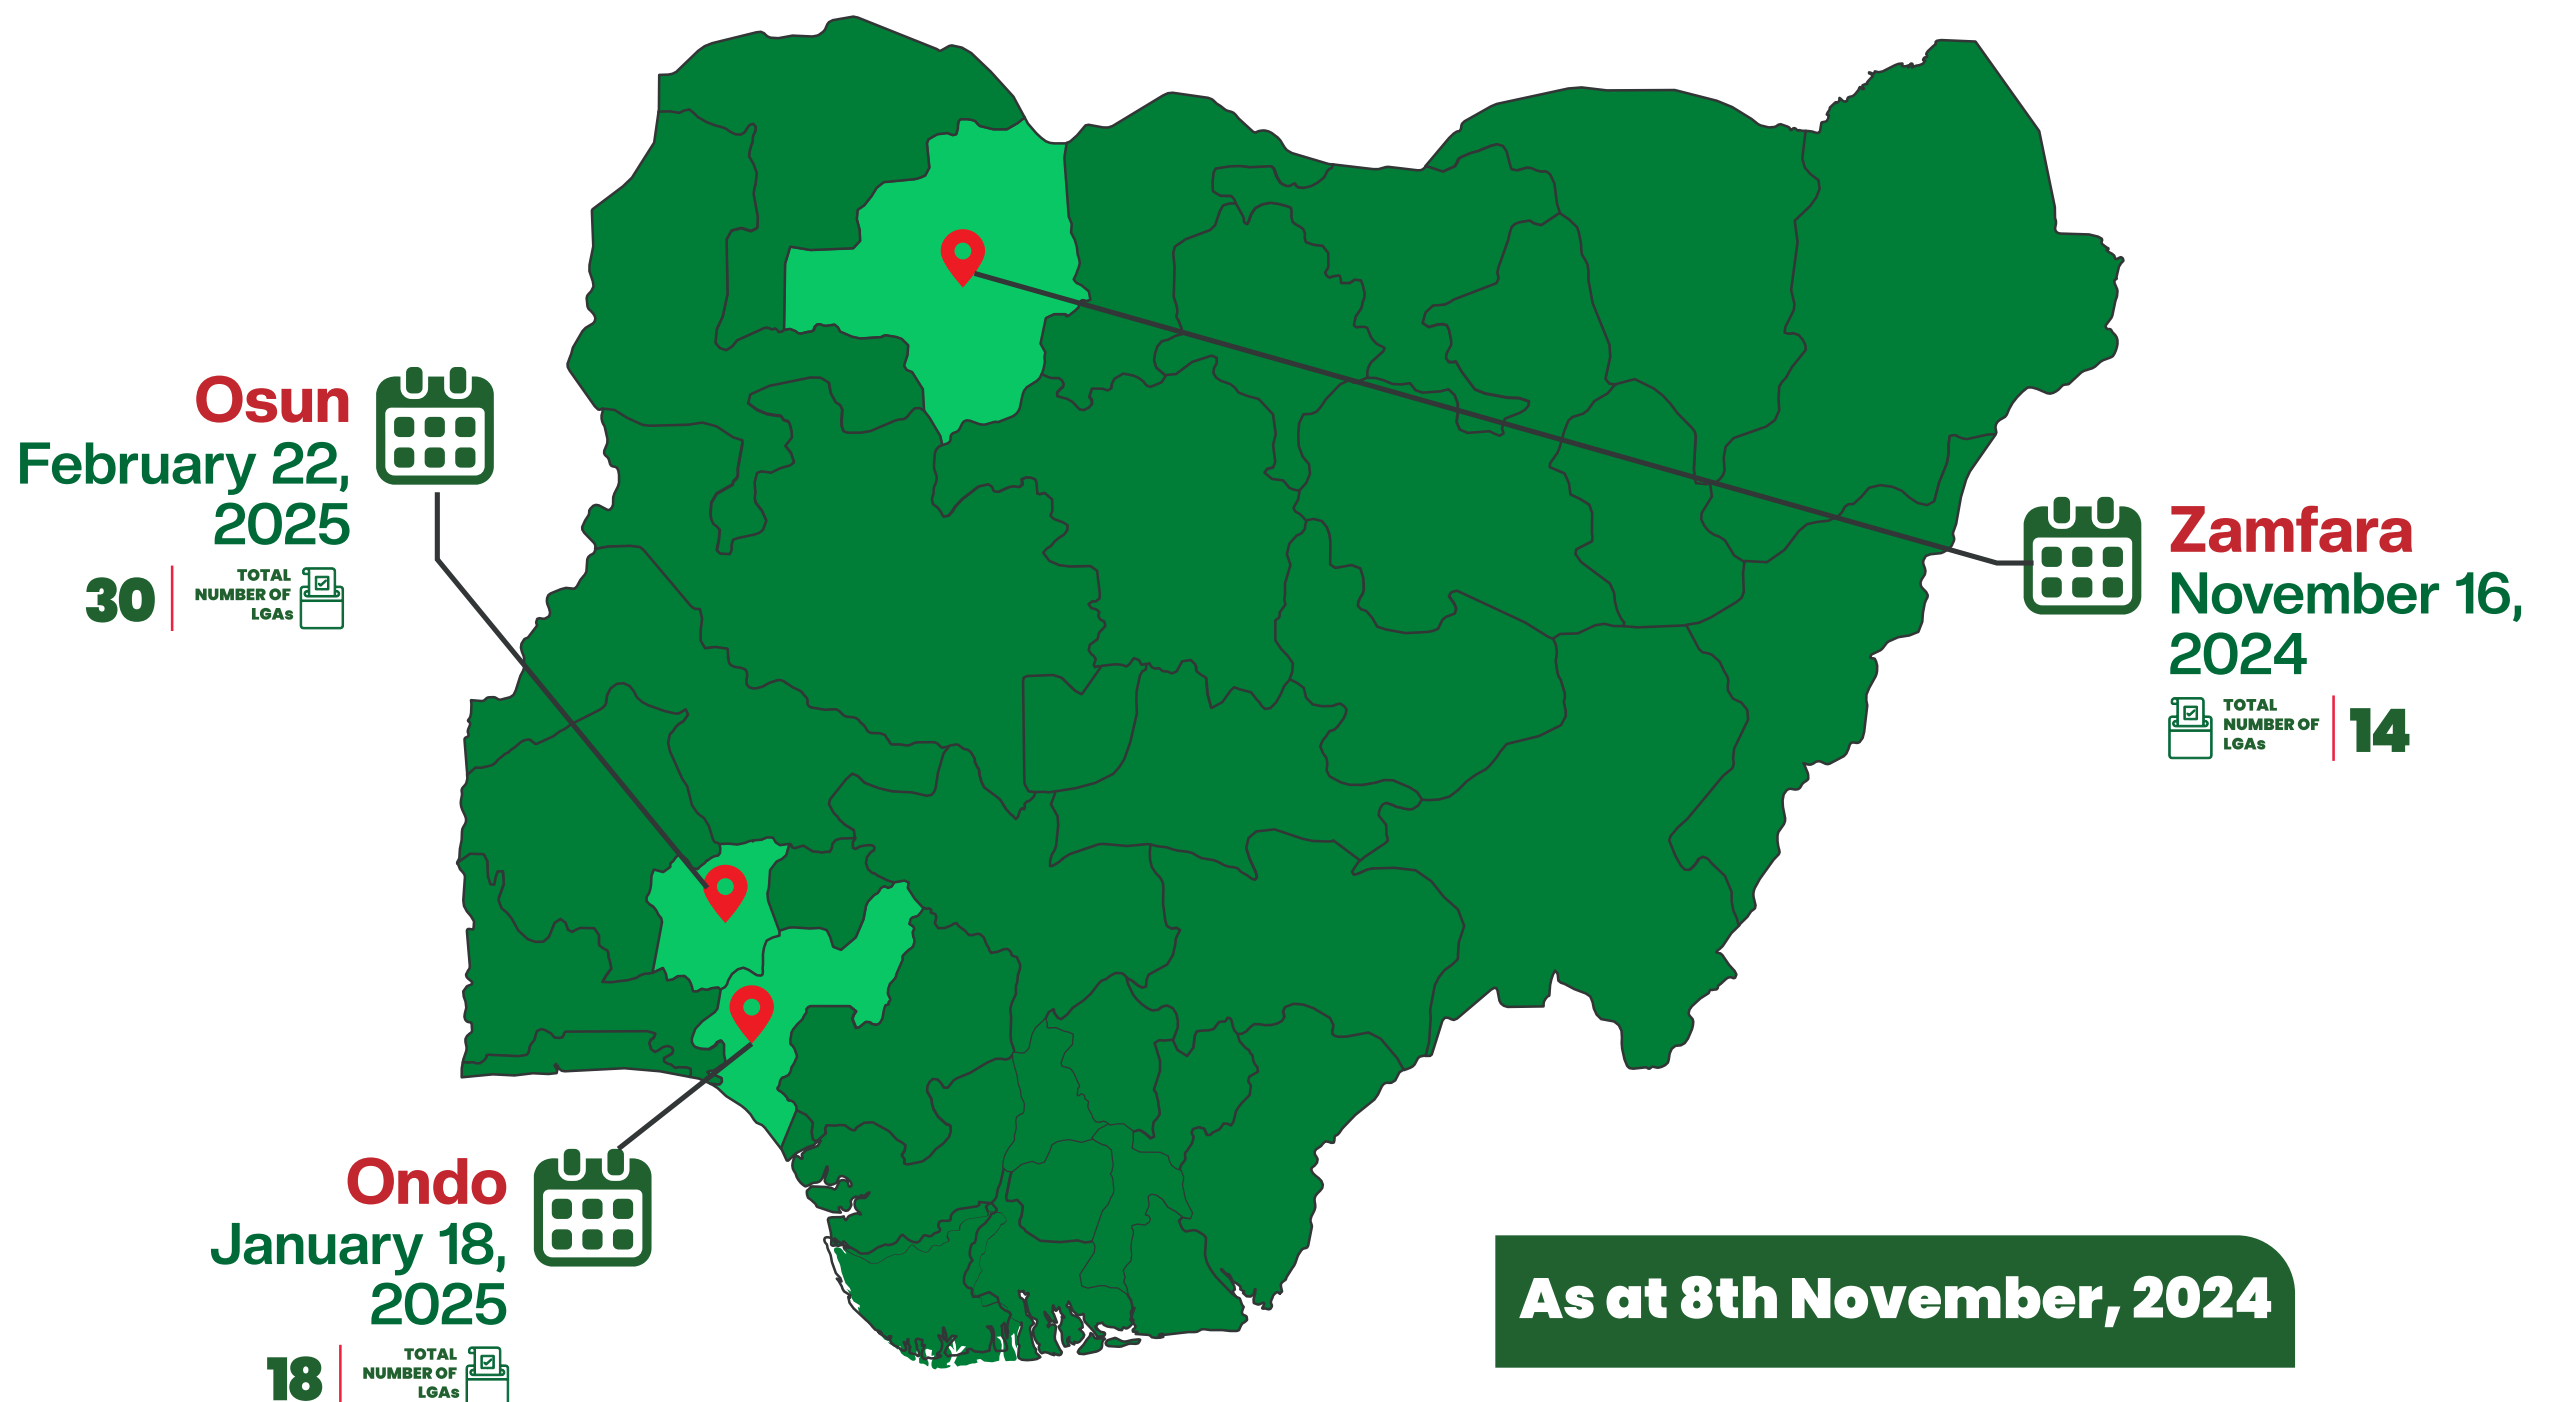 Osun
February 22,
2025
30
TOTAL
NUMBER OF
LGAs
Zamfara
November 16,
2024
TOTAL
NUMBER OF
LGAs
14
Ondo
January 18,
2025
18
TOTAL
NUMBER OF
LGAs
As at 8th November, 2024